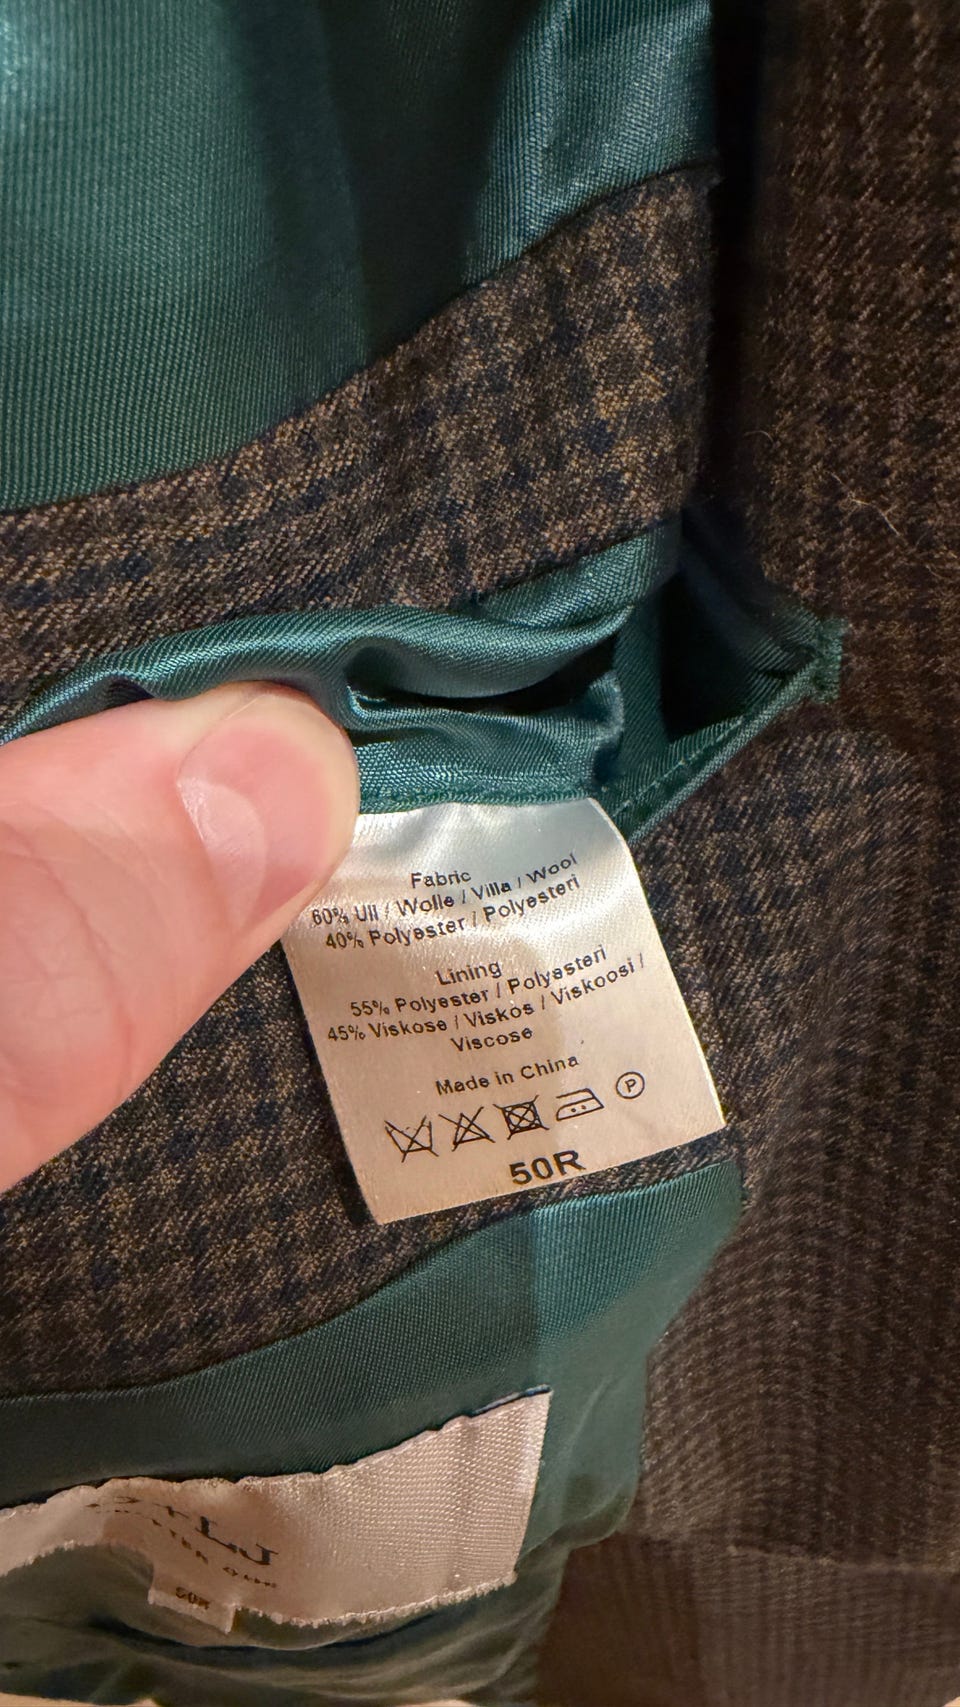 Fabric
60% Ull / Wolle / Villa / Wool
40% Polyester / Polyesteri
Lining
55% Polyester / Polyesteri
45% Viskose / Viskos / Viskoosi /
Viscose
Made in China
P
50R
50R